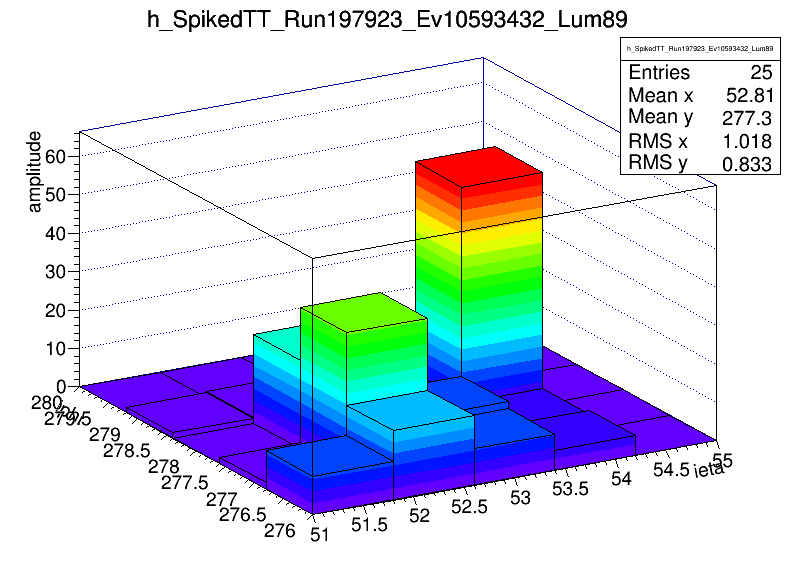 h_SpikedTT_Run197923_Ev10593432_Lum89
h_SpikedTT_Run197923_Ev10593432_Lum89
Entries 25
Mean x 52.81
Mean y 277.3
RMS x 1.018
RMS y 0.833
amplitude
60
50
40
30
20
10
0
280
279.5
279
278.5
278
277.5
277
276.5
276
51
51.5
52
52.5
53
53.5
54
54.5
55
ieta